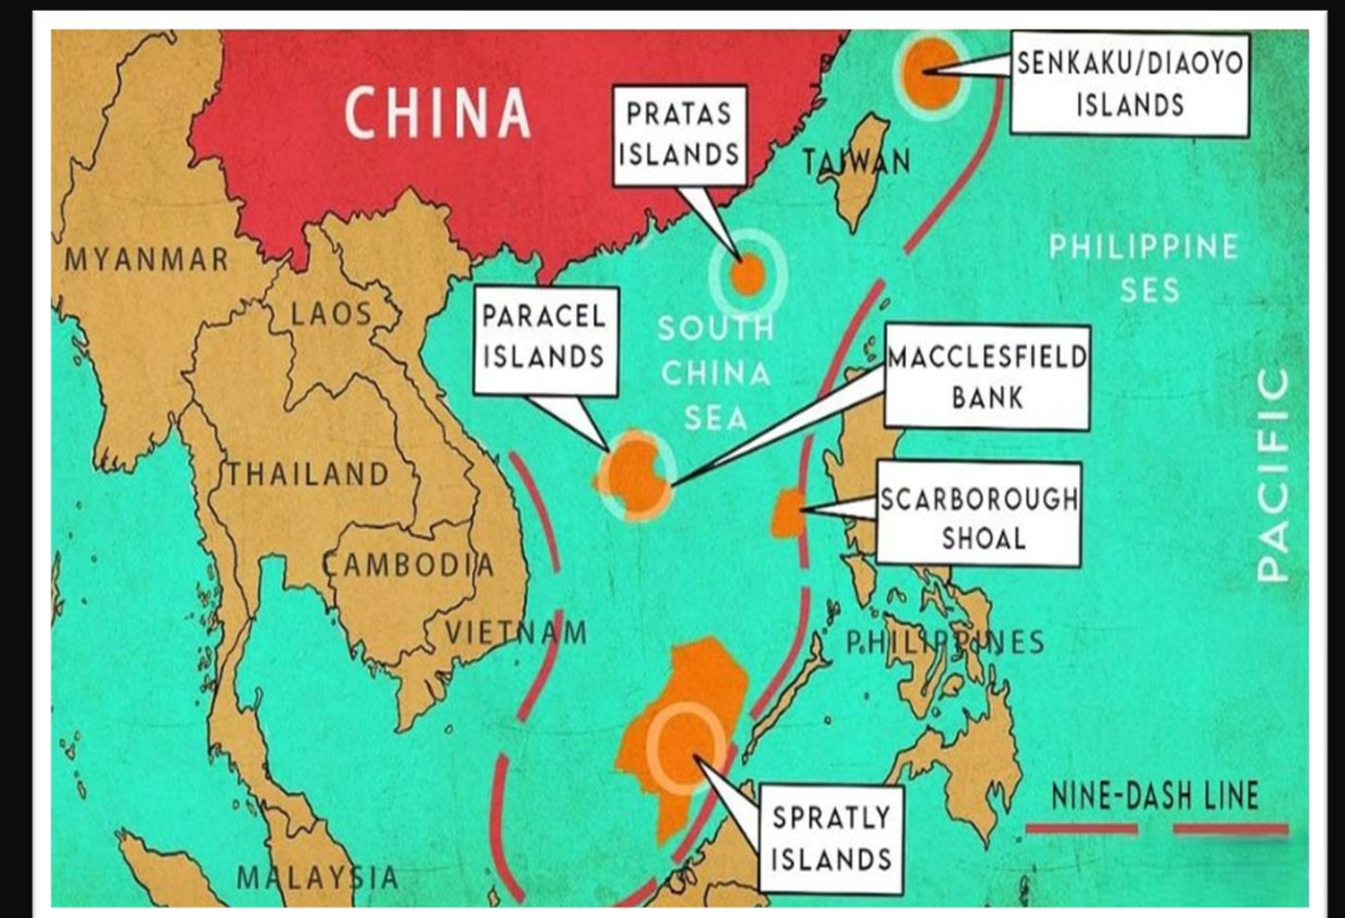 SENKAKU/DIAOYO
ISLANDS
CHINA
PRATAS
ISLANDS
TAIWAN
MYANMAR
PHILIPPINE
SES
LAOS
PARACEL
ISLANDS
SOUTH
CHINA
SEA
MACCLESFIELD
BANK
PACIFIC
THAILAND
SCARBOROUGH
SHOAL
CAMBODIA
VIETNAM
PHILIPPINES
NINE-DASH LINE
SPRATLY
ISLANDS
MALAYSIA